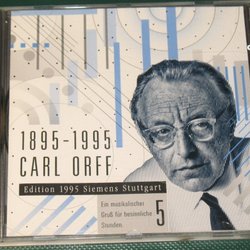 1895-1995
CARL ORFF
Edition 1995 Siemens Stuttgart
Ein musikalischer
Gruß für besinnliche
Stunden
5